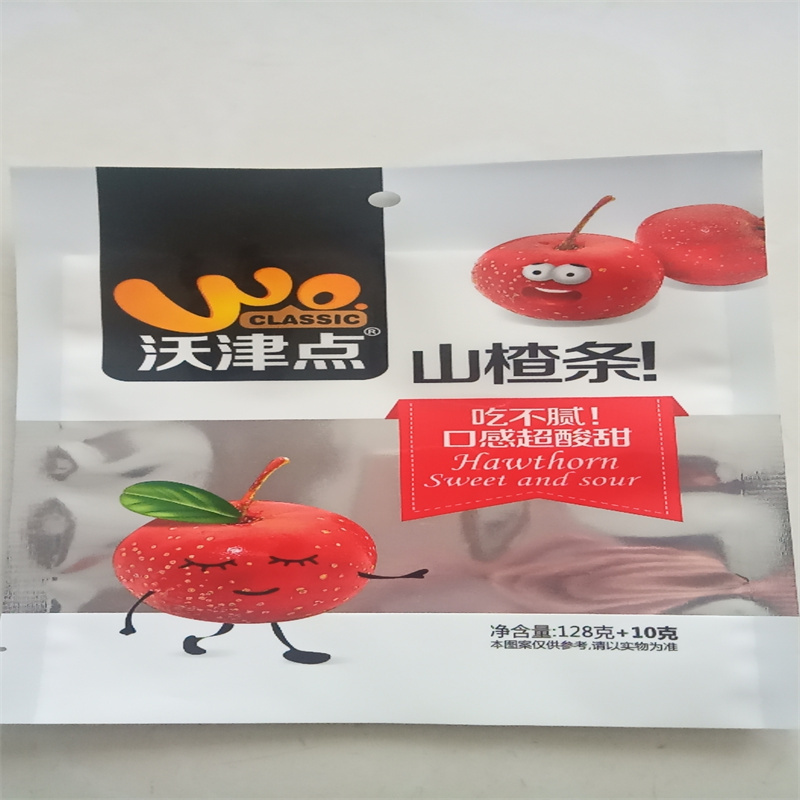 Wo.
CLASSIC
沃津点®
山楂条!
吃不腻!
口感超酸甜
Hawthorn
Sweet and sour
净含量:128克+10克
本图案仅供参考,请以实物为准